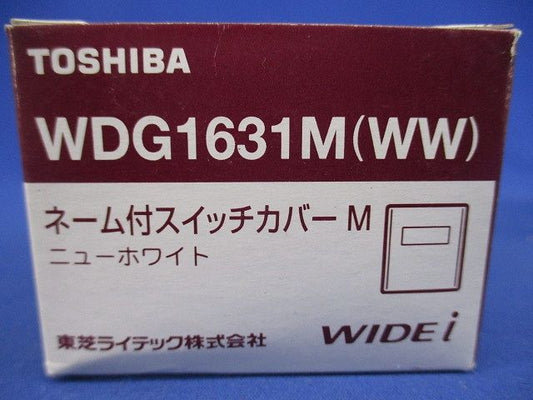 TOSHIBA
WDG1631M(WW)
ネーム付スイッチカバー M
ニューホワイト
東芝ライテック株式会社
WIDE i